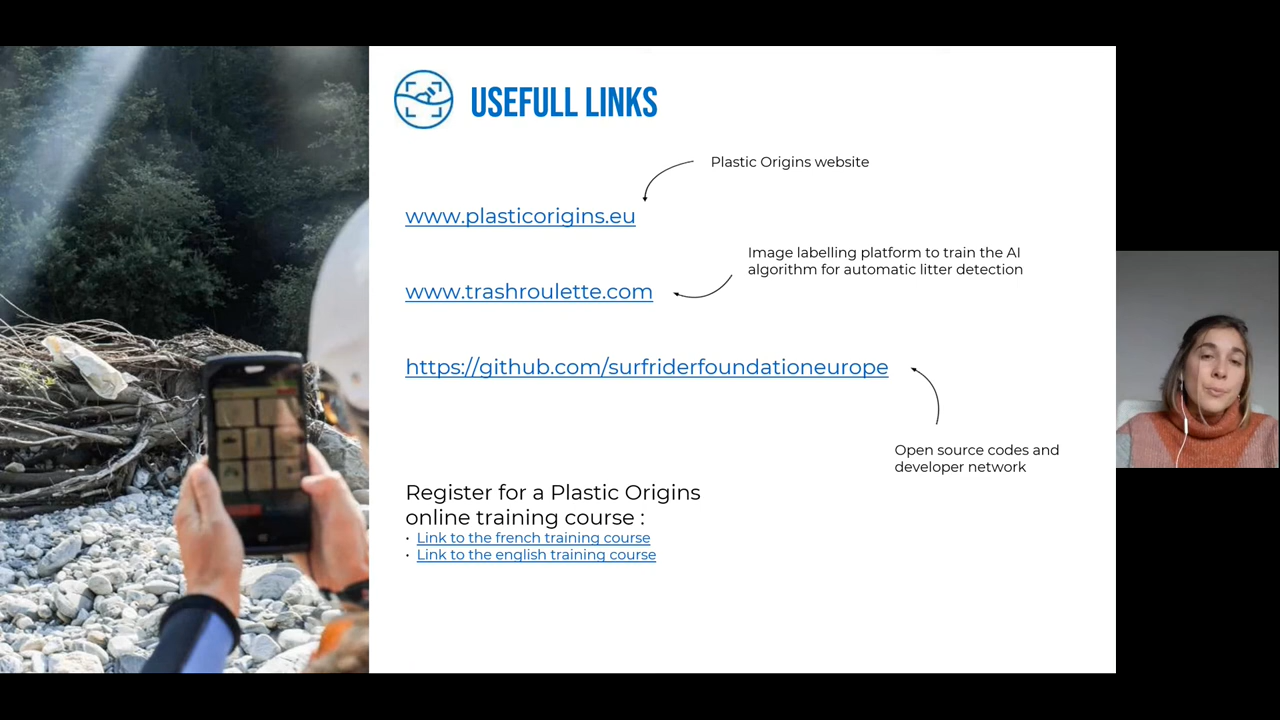 USEFULL LINKS
Plastic Origins website
www.plasticorigins.eu
Image labelling platform to train the AI
algorithm for automatic litter detection
www.trashroulette.com
https://github.com/surfriderfoundationeurope
Open source codes and
developer network
Register for a Plastic Origins
online training course :
• Link to the french training course
• Link to the english training course